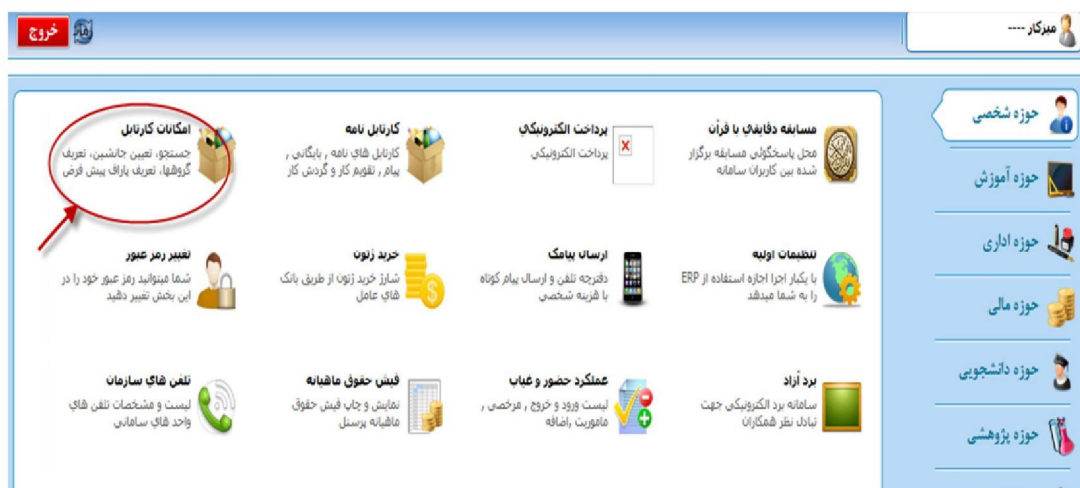 میزکار ----
خروج
حوزه شخصی
حوزه آموزش
حوزه اداری
حوزه مالی
حوزه دانشجویی
حوزه پژوهشی
مسابقه دقایقی با قرآن
محل پاسخگوئی مسابقه برگزار
شده بین کاربران سامانه
پرداخت الکترونیکی
پرداخت الکترونیکی
کارتابل نامه
کارتابل های نامه , بایگانی ,
پیام , تقویم کار و گردش کار
امکانات کارتابل
جستجو، تعیین جانشین، تعریف
گروهها، تعریف پاراف پیش فرض
تنظیمات اولیه
با یکبار اجرا اجازه استفاده از ERP
را به شما میدهد
ارسال پیامک
دفترچه تلفن و ارسال پیام کوتاه
با هزینه شخصی
خرید ژتون
شارژ خرید ژتون از طریق بانک
های عامل
تغییر رمز عبور
شما میتوانید رمز عبور خود را در
این بخش تغییر دهید
برد آزاد
سامانه برد الکترونیکی جهت
تبادل نظر همکاران
عملکرد حضور و غیاب
لیست ورود و خروج , مرخصی ,
ماموریت ,اضافه
فیش حقوق ماهیانه
نمایش و چاپ فیش حقوق
ماهیانه پرسنل
تلفن های سازمان
لیست و مشخصات تلفن های
واحد های سامانی